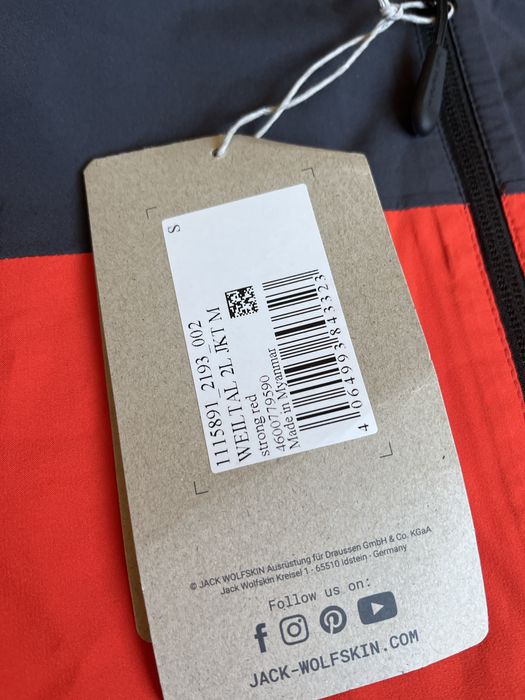 S
1115891_2193_002
WEILTAL 2L JKT M
strong red
4600779590
Made in Myanmar
4 064993 843323
© JACK WOLFSKIN Ausrüstung für Draussen GmbH & Co. KGaA
Jack Wolfskin Kreisel 1 · 65510 Idstein · Germany
Follow us on:
JACK-WOLFSKIN.COM